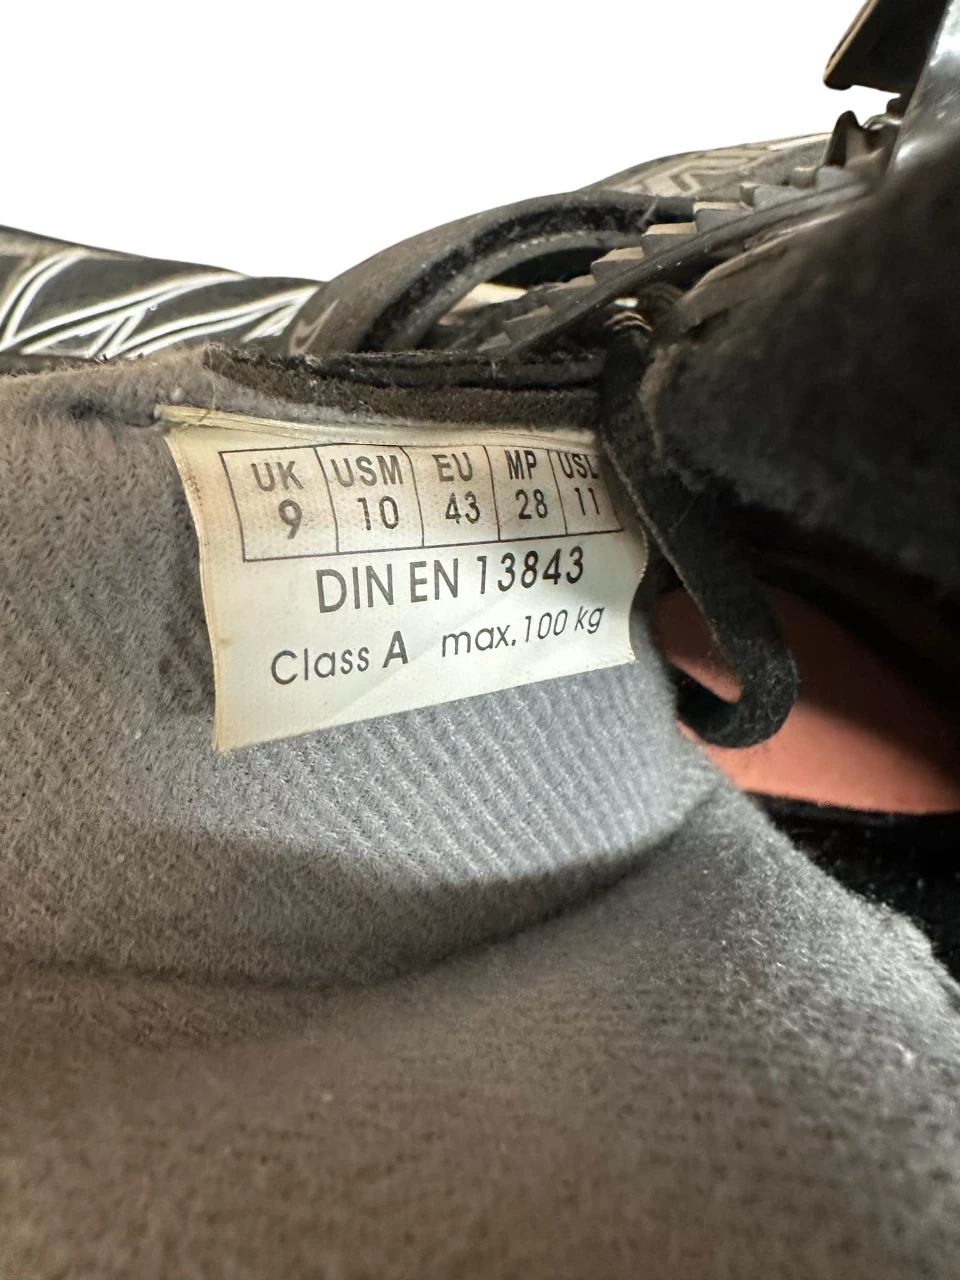 UK USM EU MP USL
9 10 43 28 11
DIN EN 13843
Class A max. 100 kg